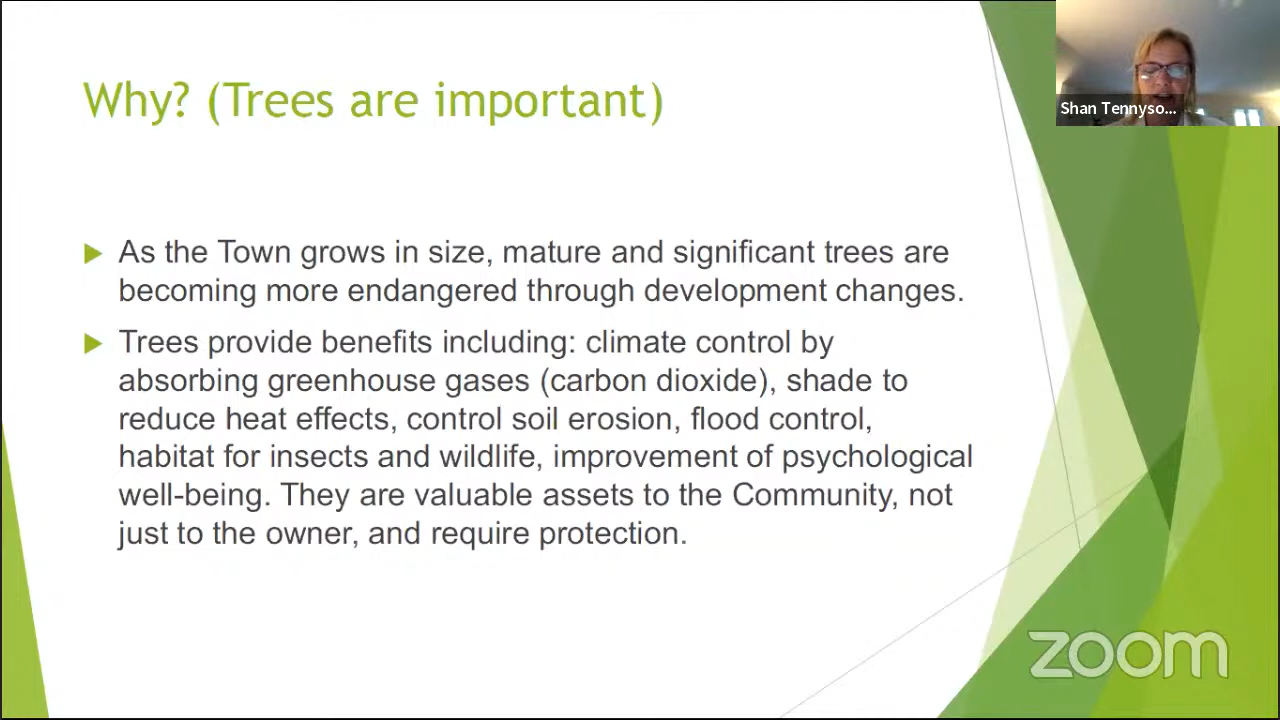 Why? (Trees are important)
Shan Tennyso...
As the Town grows in size, mature and significant trees are
becoming more endangered through development changes.
Trees provide benefits including: climate control by
absorbing greenhouse gases (carbon dioxide), shade to
reduce heat effects, control soil erosion, flood control,
habitat for insects and wildlife, improvement of psychological
well-being. They are valuable assets to the Community, not
just to the owner, and require protection.
zoom